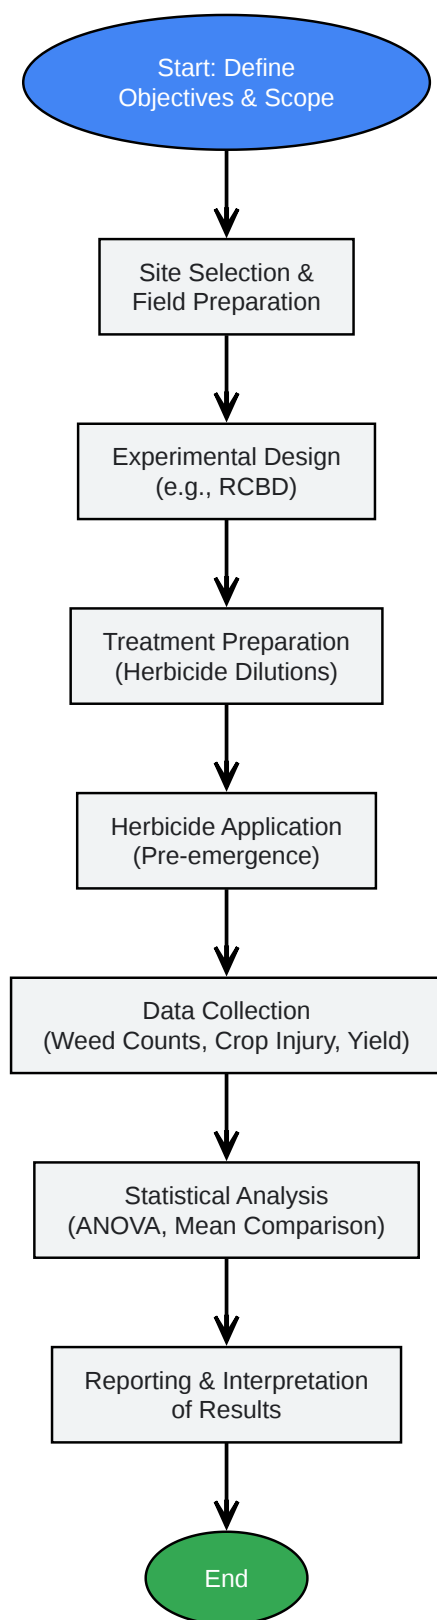 Start: Define
Objectives & Scope
Site Selection &
Field Preparation
Experimental Design
(e.g., RCBD)
Treatment Preparation
(Herbicide Dilutions)
Herbicide Application
(Pre-emergence)
Data Collection
(Weed Counts, Crop Injury, Yield)
Statistical Analysis
(ANOVA, Mean Comparison)
Reporting & Interpretation
of Results
End